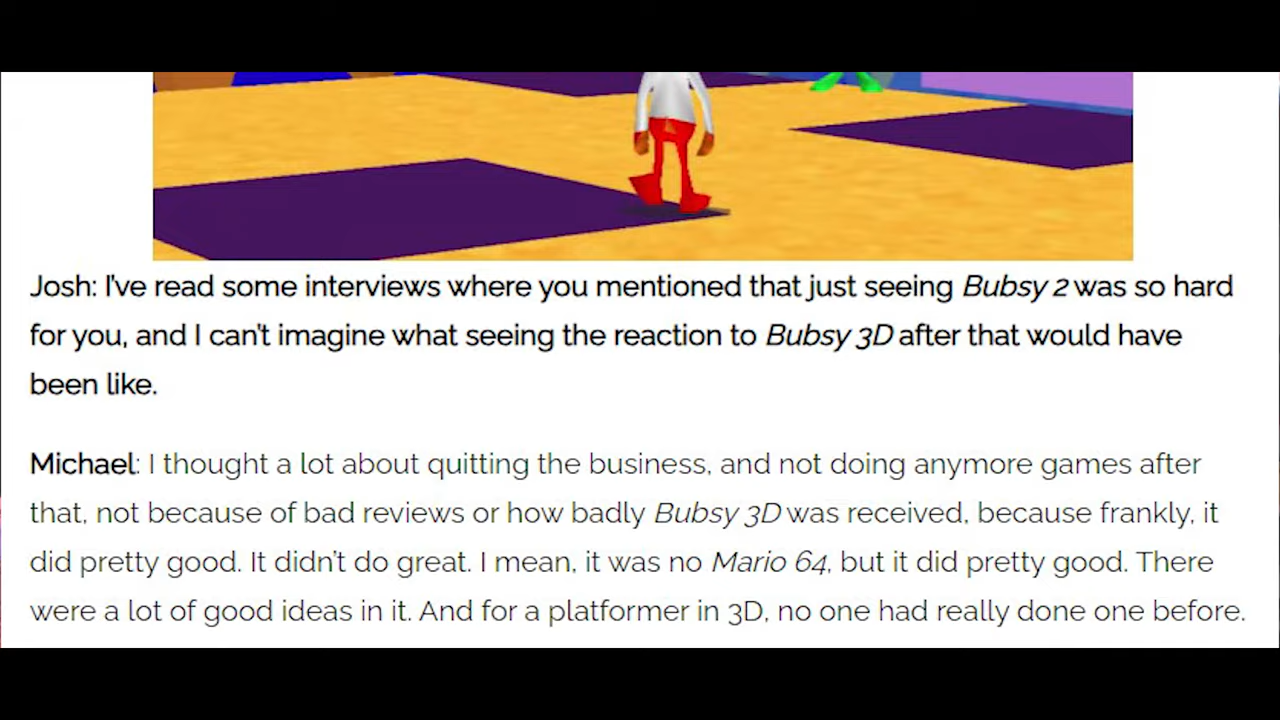 Josh: I've read some interviews where you mentioned that just seeing Bubsy 2 was so hard
for you, and I can't imagine what seeing the reaction to Bubsy 3D after that would have
been like.
Michael: I thought a lot about quitting the business, and not doing anymore games after
that, not because of bad reviews or how badly Bubsy 3D was received, because frankly, it
did pretty good. It didn't do great. I mean, it was no Mario 64, but it did pretty good. There
were a lot of good ideas in it. And for a platformer in 3D, no one had really done one before.